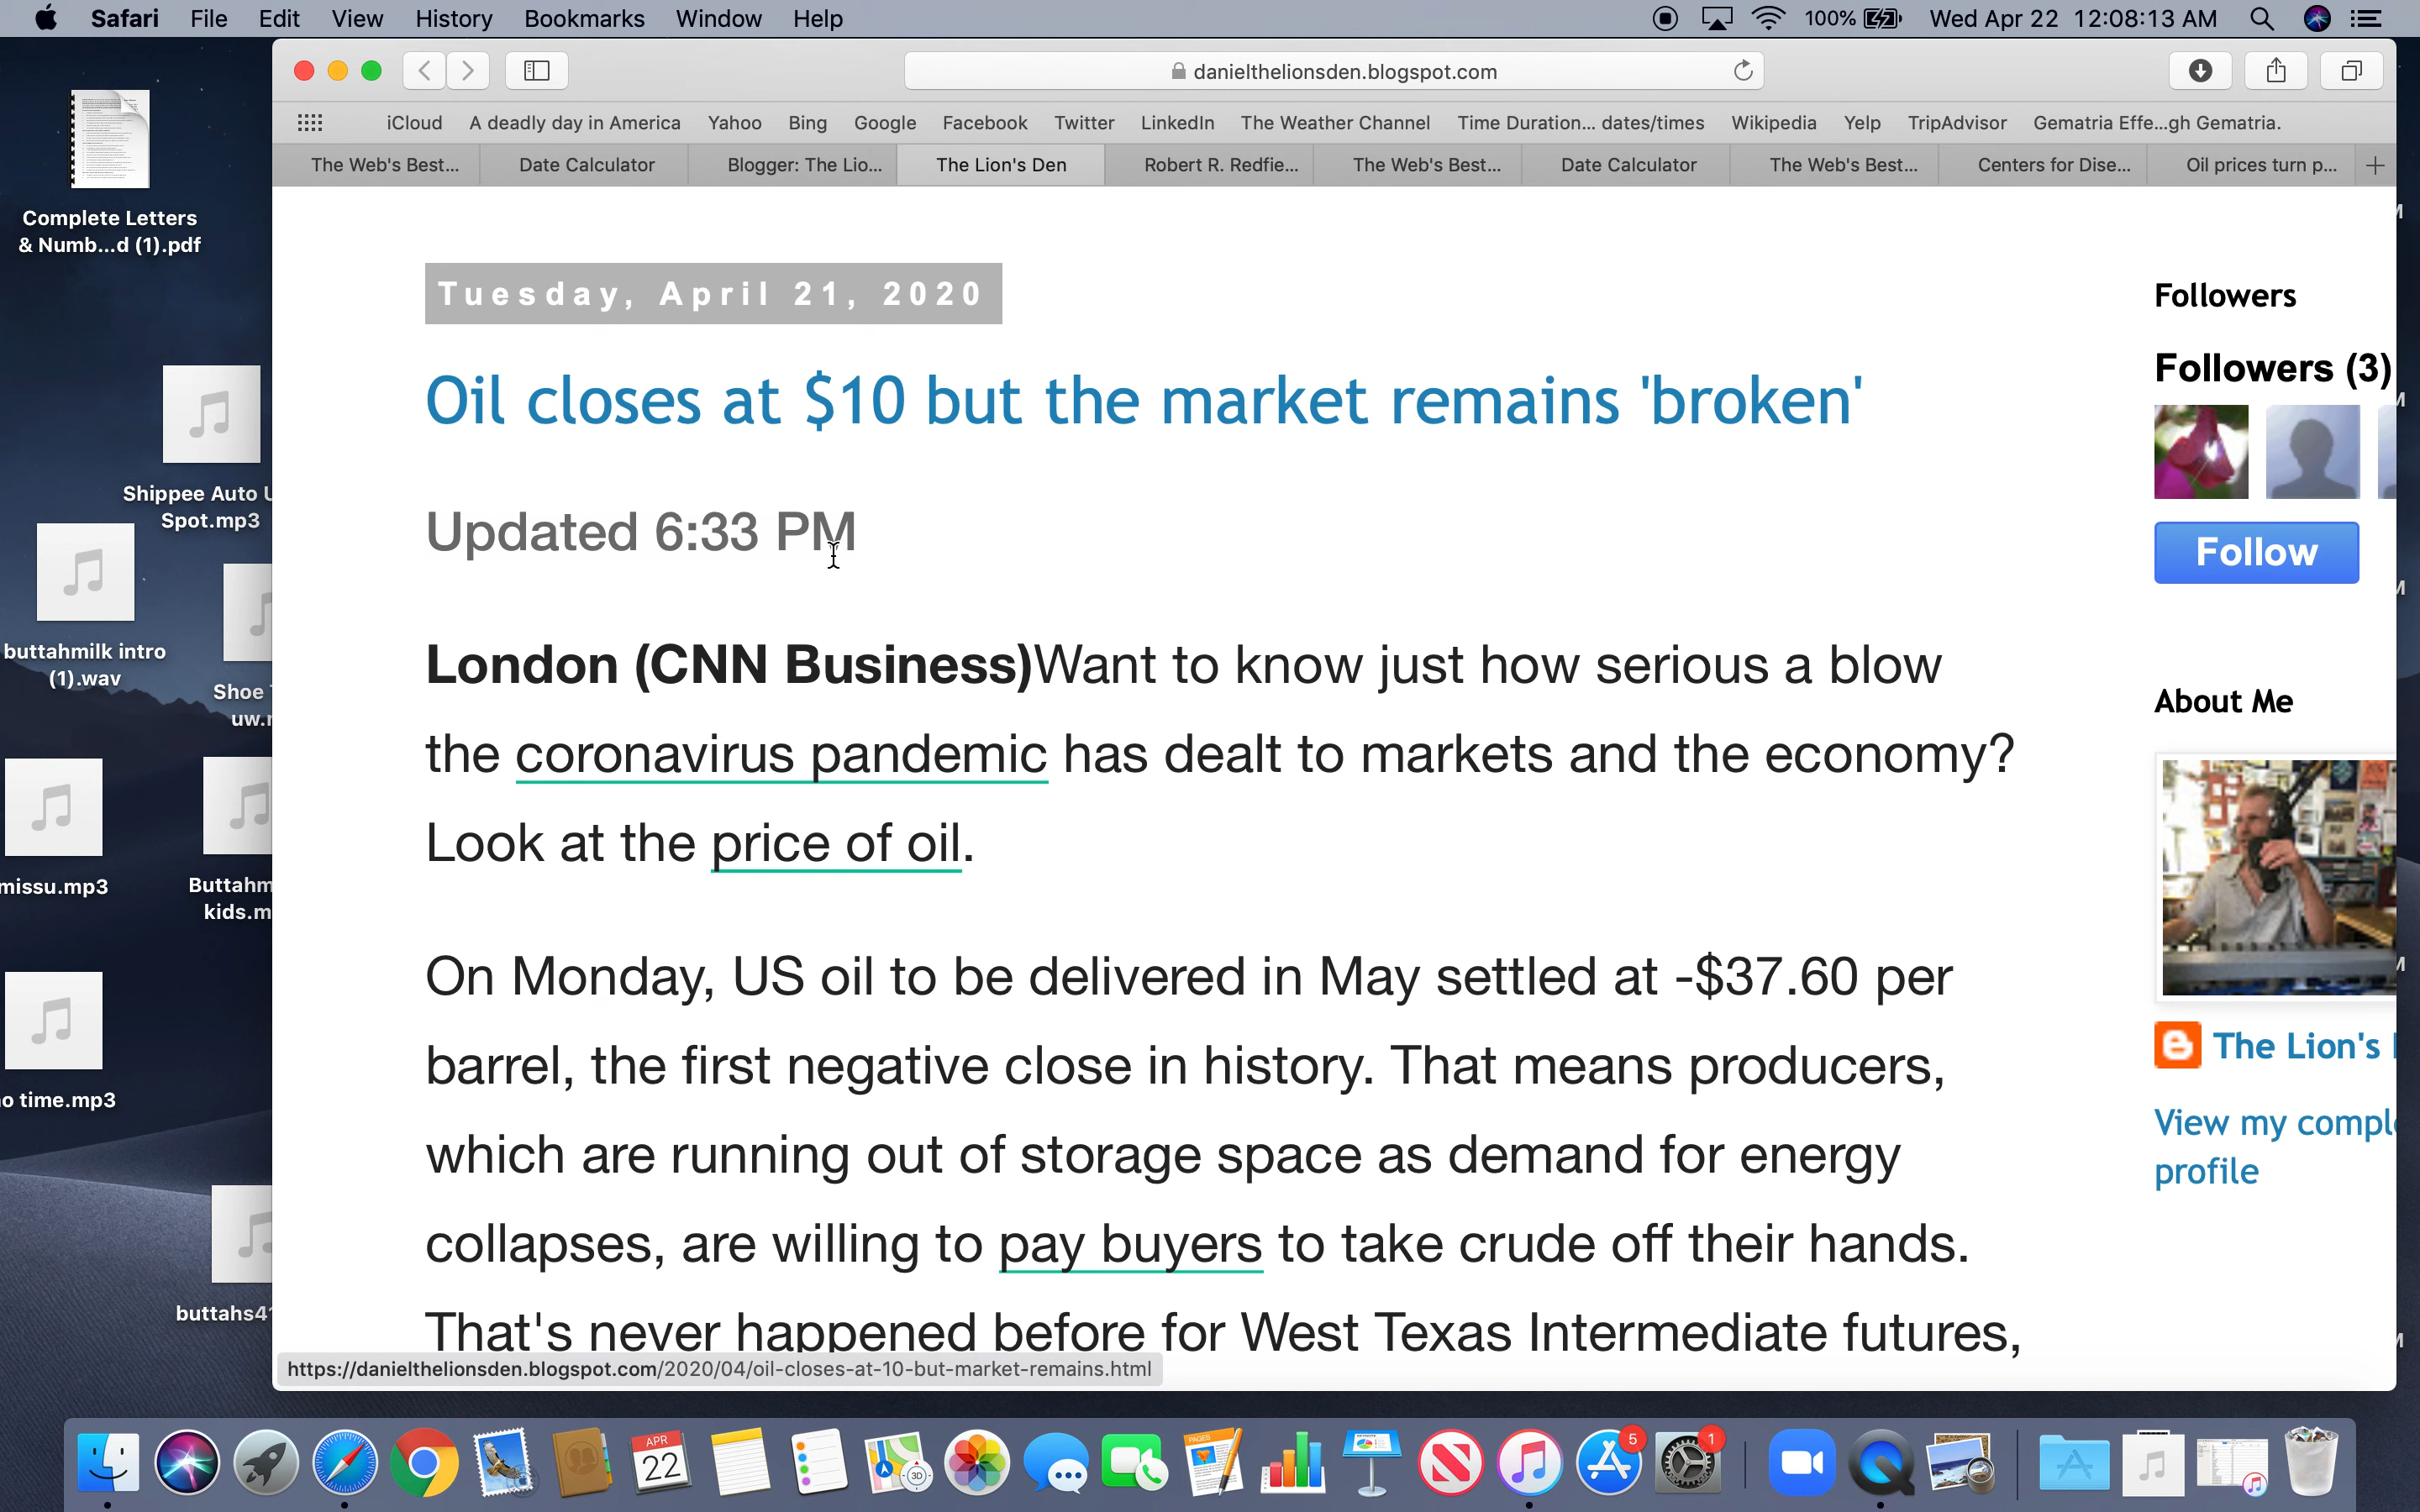 Safari File Edit View History Bookmarks Window Help 100% Wed Apr 22 12:08:13 AM
danielthelionsden.blogspot.com
iCloud A deadly day in America Yahoo Bing Google Facebook Twitter LinkedIn The Weather Channel Time Duration... dates/times Wikipedia Yelp TripAdvisor Gematria Effe...gh Gematria.
The Web's Best... Date Calculator Blogger: The Lio... The Lion's Den Robert R. Redfie... The Web's Best... Date Calculator The Web's Best... Centers for Dise... Oil prices turn p...
Complete Letters
& Numb...d (1).pdf
Shippee Auto U
Spot.mp3
buttahmilk intro
(1).wav
Shoe
uw.
missu.mp3
Buttahm
kids.m
o time.mp3
buttahs41
Tuesday, April 21, 2020
Oil closes at $10 but the market remains 'broken'
Updated 6:33 PM
London (CNN Business)Want to know just how serious a blow
the coronavirus pandemic has dealt to markets and the economy?
Look at the price of oil.
On Monday, US oil to be delivered in May settled at -$37.60 per
barrel, the first negative close in history. That means producers,
which are running out of storage space as demand for energy
collapses, are willing to pay buyers to take crude off their hands.
That's never happened before for West Texas Intermediate futures,
Followers
Followers (3)
Follow
About Me
The Lion's
View my compl
profile
https://danielthelionsden.blogspot.com/2020/04/oil-closes-at-10-but-market-remains.html
APR
22
3D
PAGES
5
1